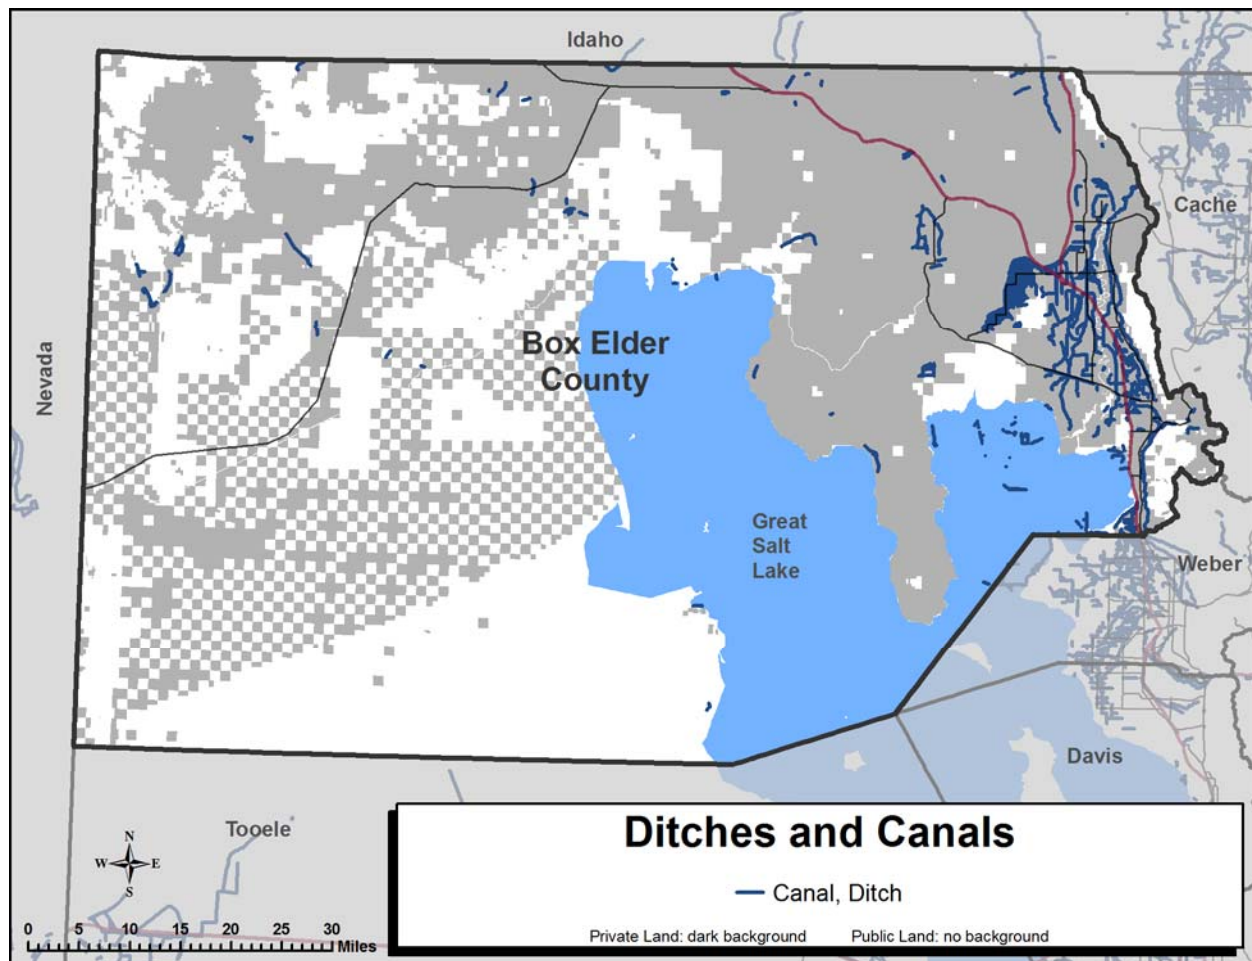 Idaho
Cache
Nevada
Box Elder
County
Great
Salt
Lake
Weber
Davis
Tooele
N
W E
S
0 5 10 15 20 25 30
Miles
Ditches and Canals
Canal, Ditch
Private Land: dark background Public Land: no background